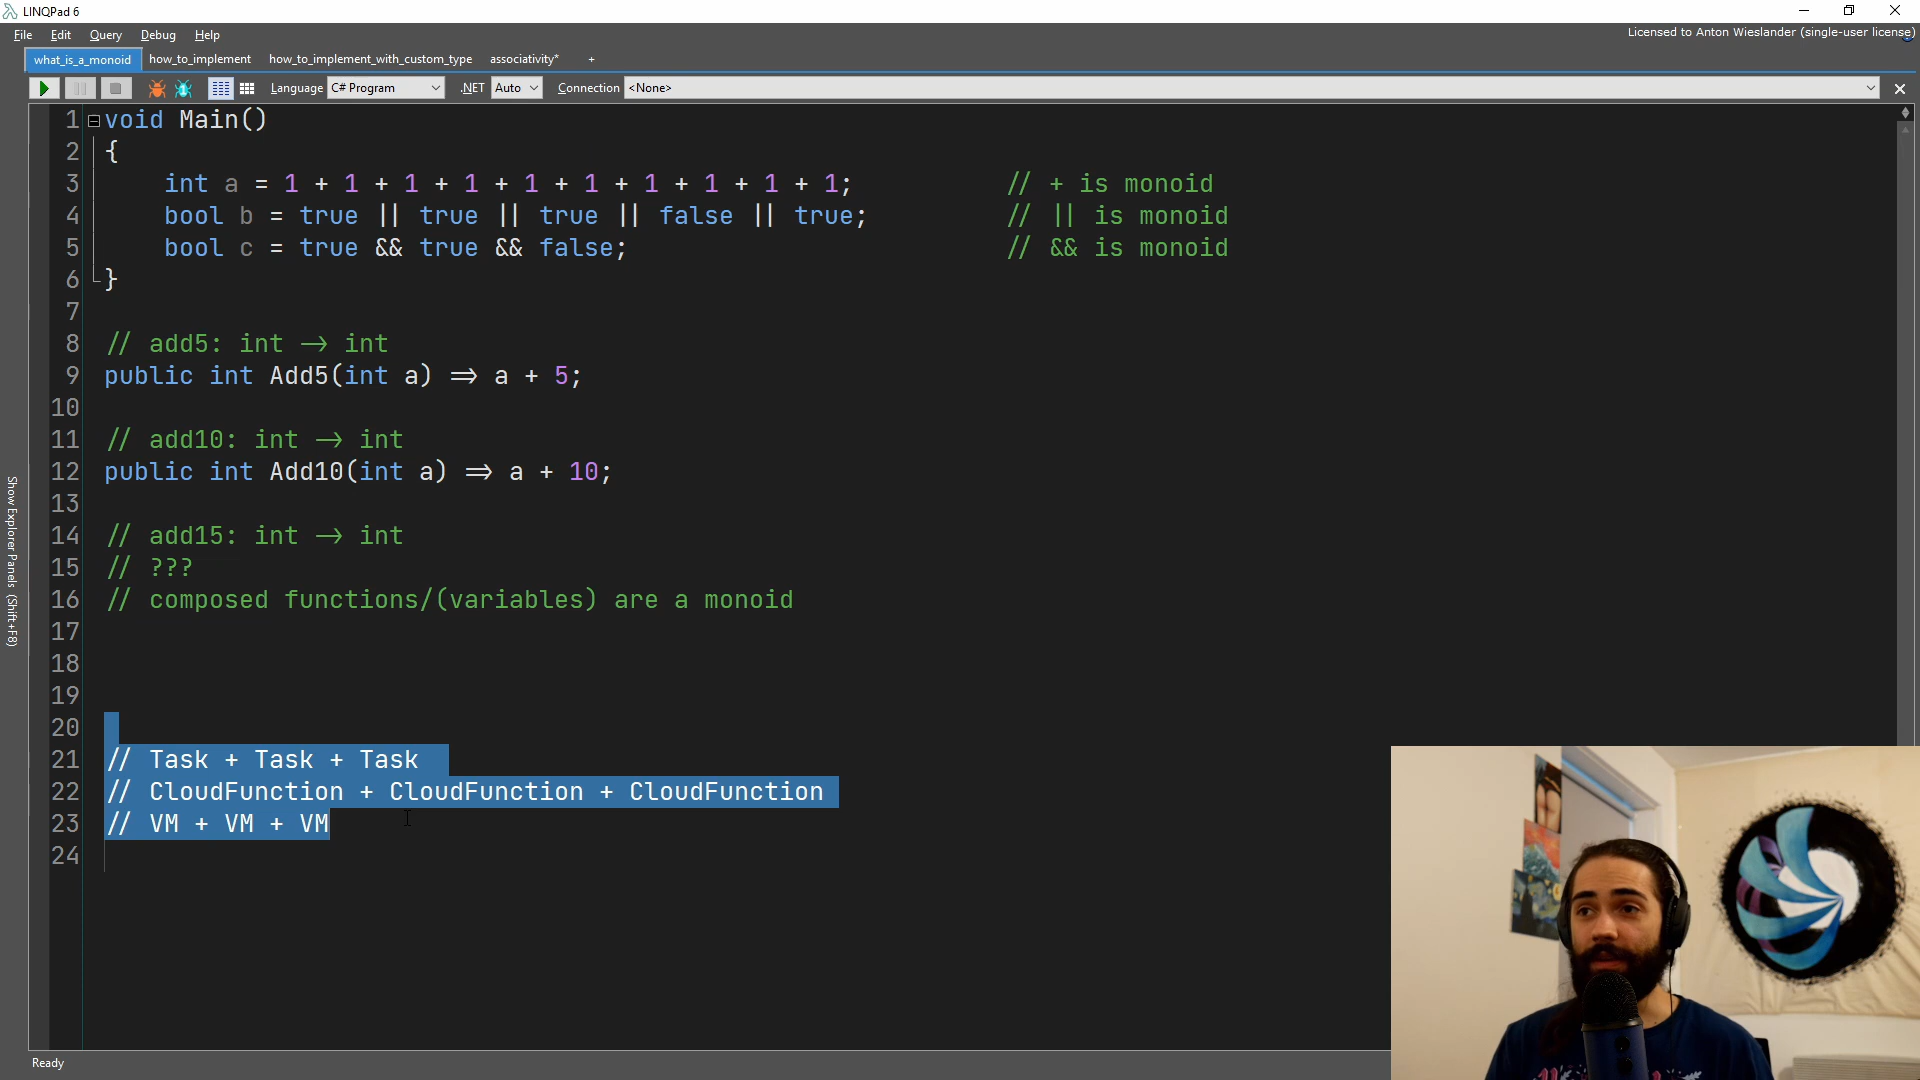 LINQPad 6
File Edit Query Debug Help
Licensed to Anton Wieslander (single-user license)
what_is_a_monoid how_to_implement how_to_implement_with_custom_type associativity* +
Language C# Program .NET Auto Connection <None>
1 void Main()
2 {
3 int a = 1 + 1 + 1 + 1 + 1 + 1 + 1 + 1 + 1 + 1; // + is monoid
4 bool b = true || true || true || false || true; // || is monoid
5 bool c = true && true && false; // && is monoid
6 }
7
8 // add5: int -> int
9 public int Add5(int a) => a + 5;
10
11 // add10: int -> int
12 public int Add10(int a) => a + 10;
13
14 // add15: int -> int
15 // ???
16 // composed functions/(variables) are a monoid
17
18
19
20
21 // Task + Task + Task
22 // CloudFunction + CloudFunction + CloudFunction
23 // VM + VM + VM
24
Show Explorer Panels (Shift+F8)
Ready